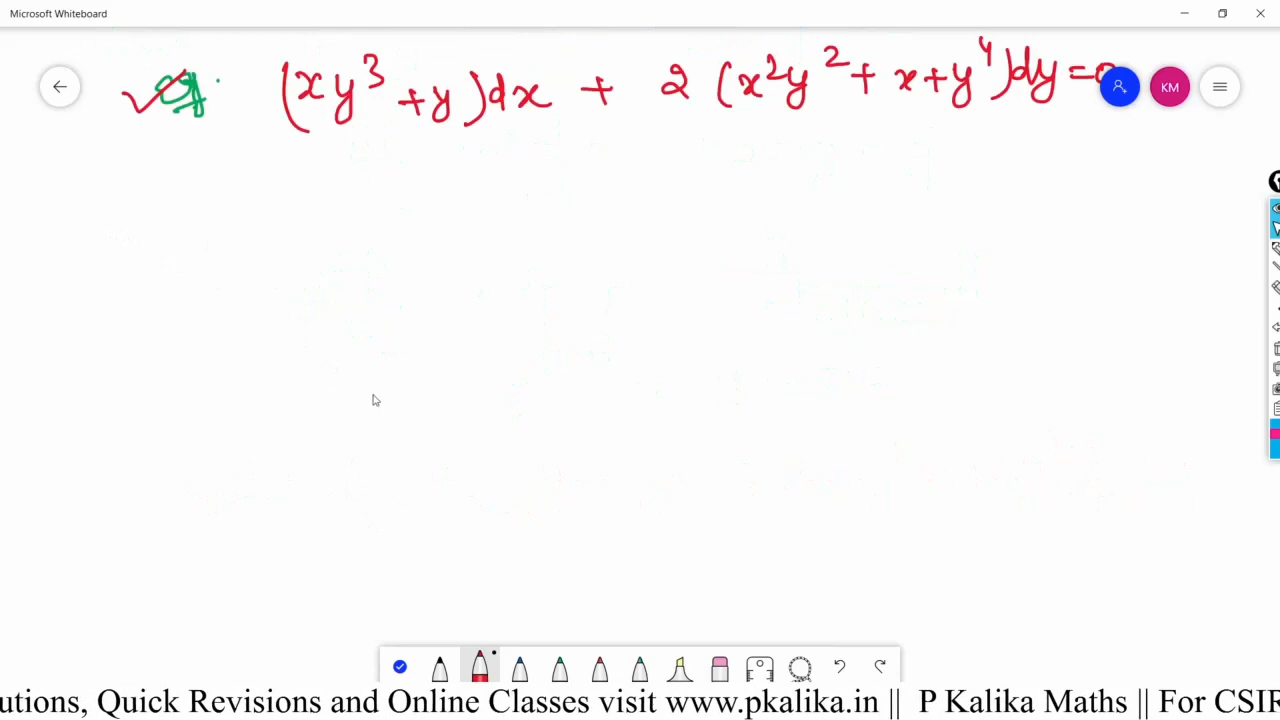 Microsoft Whiteboard
eg. (xy³ + y)dx + 2(x²y² + x + y⁴)dy = 0
KM
utions, Quick Revisions and Online Classes visit www.pkalika.in || P Kalika Maths || For CSIR